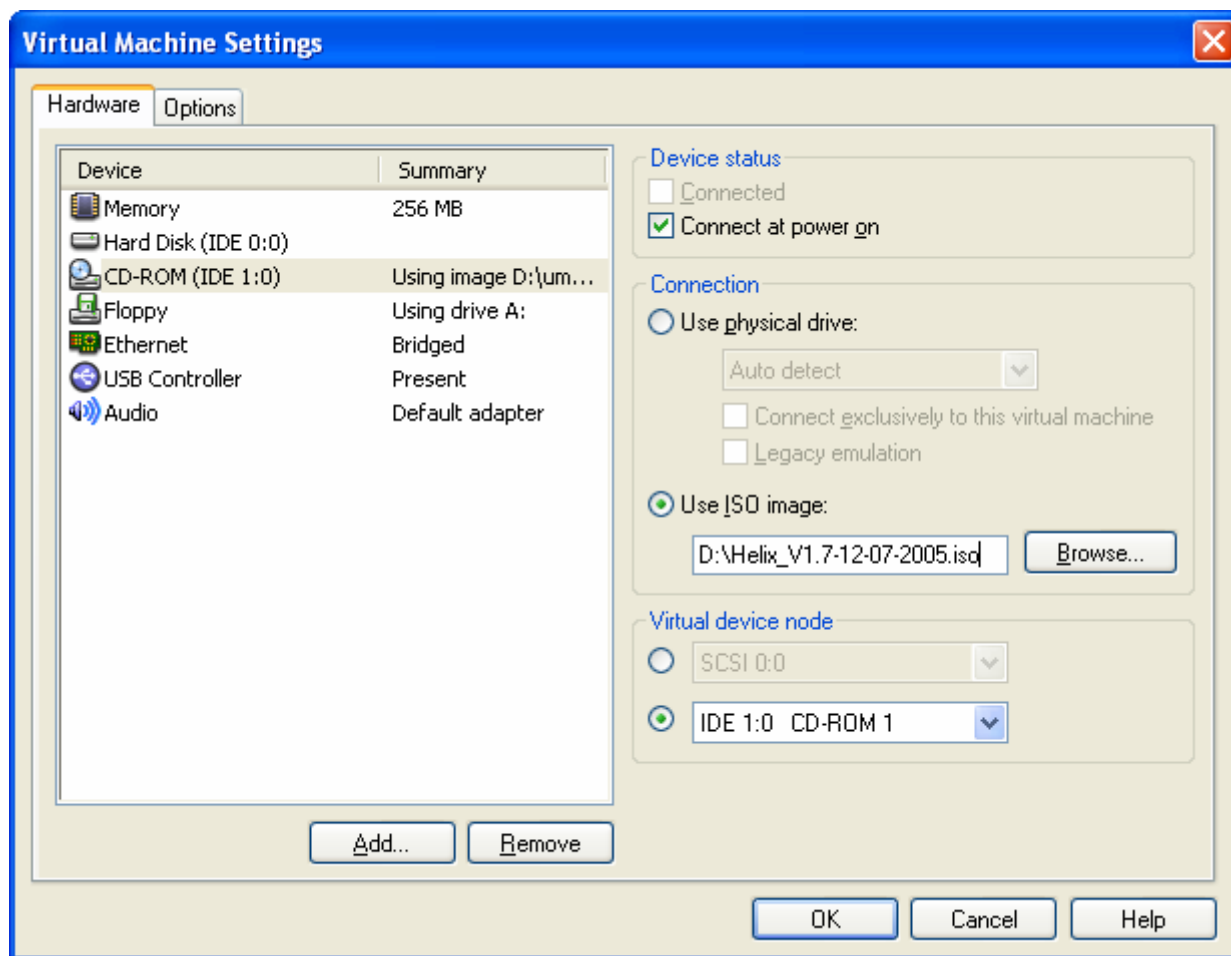 Virtual Machine Settings
Hardware Options
Device Summary
Memory 256 MB
Hard Disk (IDE 0:0)
CD-ROM (IDE 1:0) Using image D:\um...
Floppy Using drive A:
Ethernet Bridged
USB Controller Present
Audio Default adapter
Add... Remove
Device status
Connected
Connect at power on
Connection
Use physical drive:
Auto detect
Connect exclusively to this virtual machine
Legacy emulation
Use ISO image:
D:\Helix_V1.7-12-07-2005.iso Browse...
Virtual device node
SCSI 0:0
IDE 1:0 CD-ROM 1
OK Cancel Help